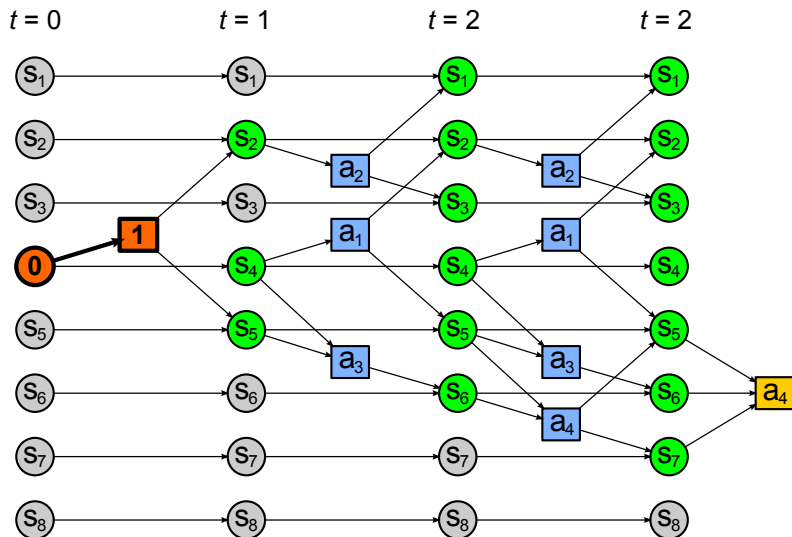 t = 0 t = 1 t = 2 t = 2
s₁ s₁ s₁ s₁
s₂ s₂ s₂ s₂
a₂ a₂
s₃ s₃ s₃ s₃
1 a₁ a₁
0 s₄ s₄ s₄
s₅ s₅ s₅ s₅
a₃ a₃
s₆ s₆ s₆ s₆ a₄
a₄
s₇ s₇ s₇ s₇
s₈ s₈ s₈ s₈